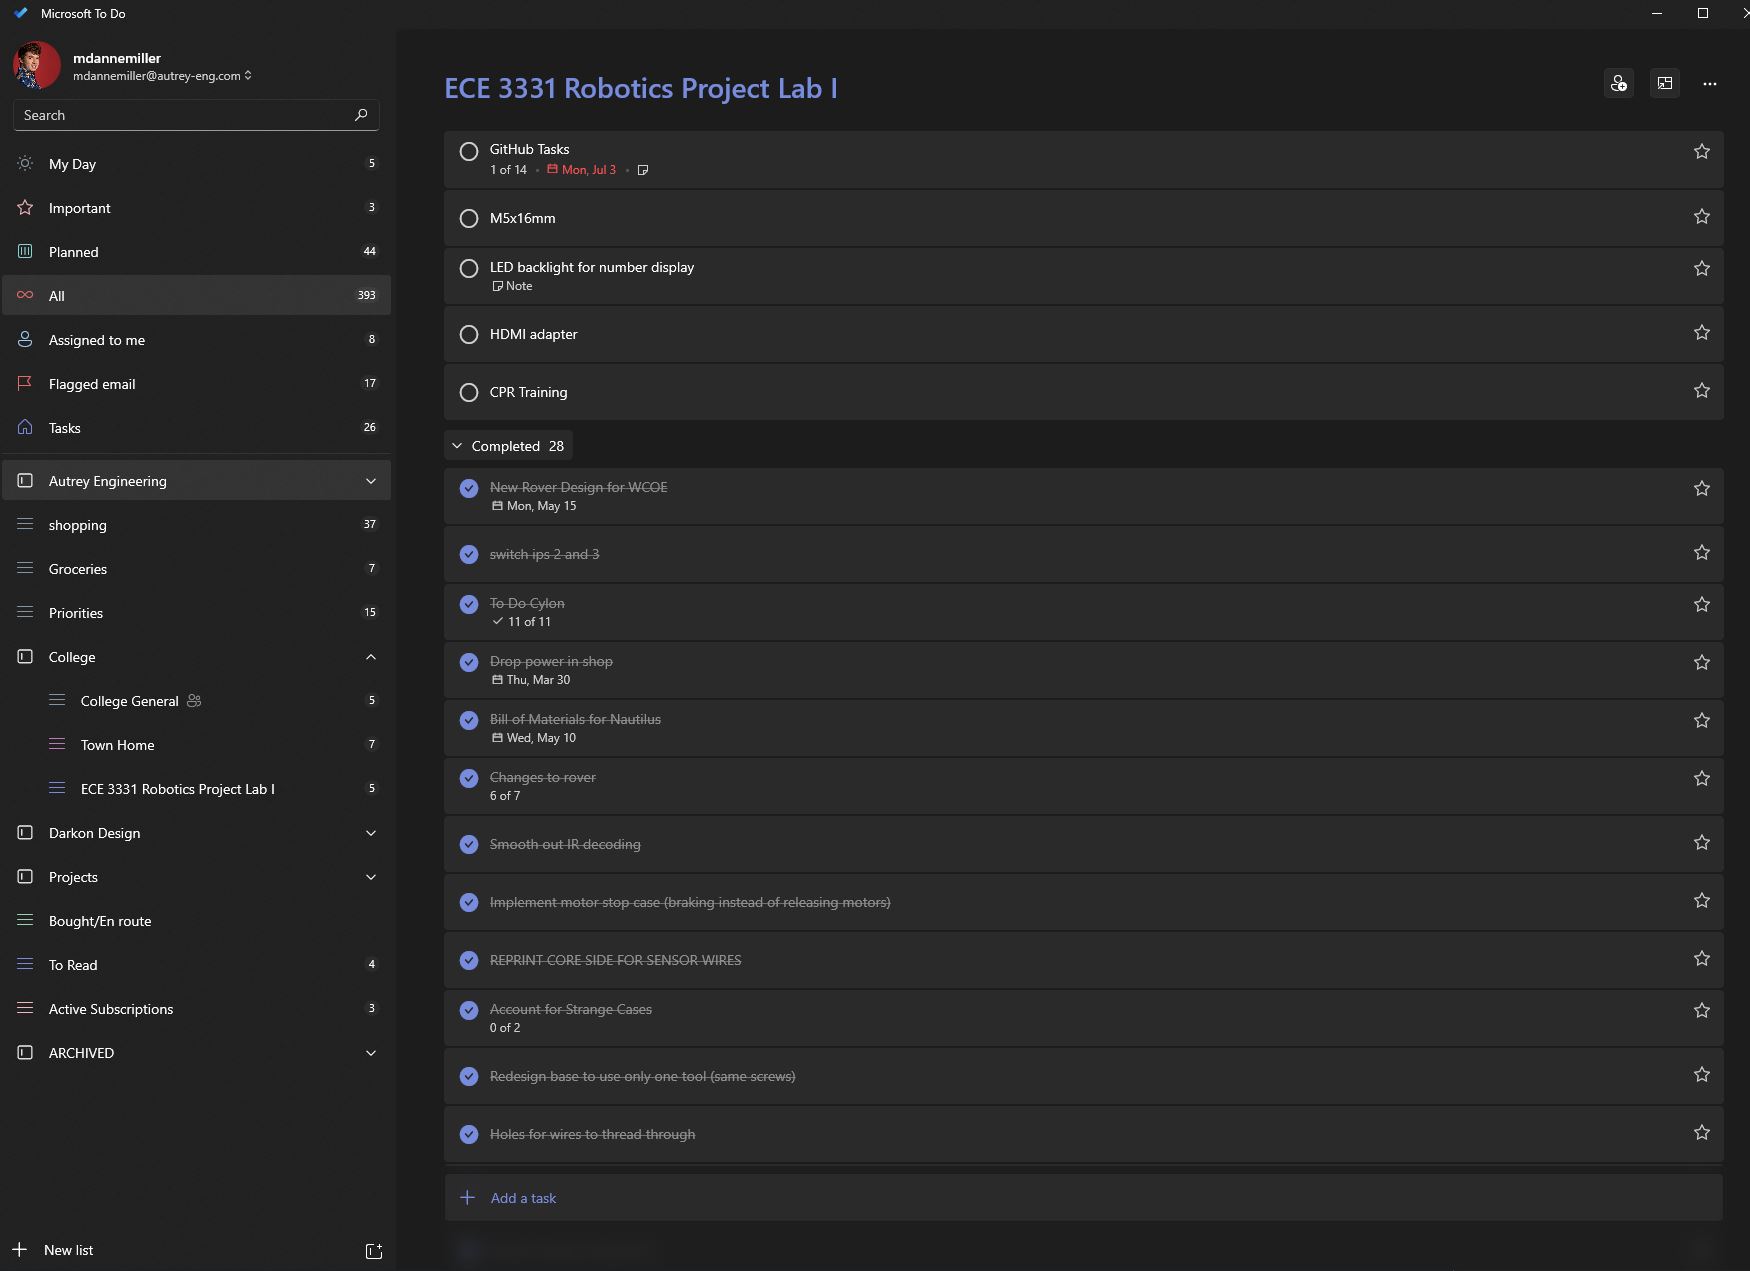 Microsoft To Do
mdannemiller
mdannemiller@autrey-eng.com
Search
My Day 5
Important 3
Planned 44
All 393
Assigned to me 8
Flagged email 17
Tasks 26
Autrey Engineering
shopping 37
Groceries 7
Priorities 15
College
College General 5
Town Home 7
ECE 3331 Robotics Project Lab I 5
Darkon Design
Projects
Bought/En route
To Read 4
Active Subscriptions 3
ARCHIVED
New list
ECE 3331 Robotics Project Lab I
GitHub Tasks
1 of 14 • Mon, Jul 3 •
M5x16mm
LED backlight for number display
Note
HDMI adapter
CPR Training
Completed 28
New Rover Design for WCOE
Mon, May 15
switch ips 2 and 3
To Do Cylon
11 of 11
Drop power in shop
Thu, Mar 30
Bill of Materials for Nautilus
Wed, May 10
Changes to rover
6 of 7
Smooth out IR decoding
Implement motor stop case (braking instead of releasing motors)
REPRINT CORE SIDE FOR SENSOR WIRES
Account for Strange Cases
0 of 2
Redesign base to use only one tool (same screws)
Holes for wires to thread through
Add a task